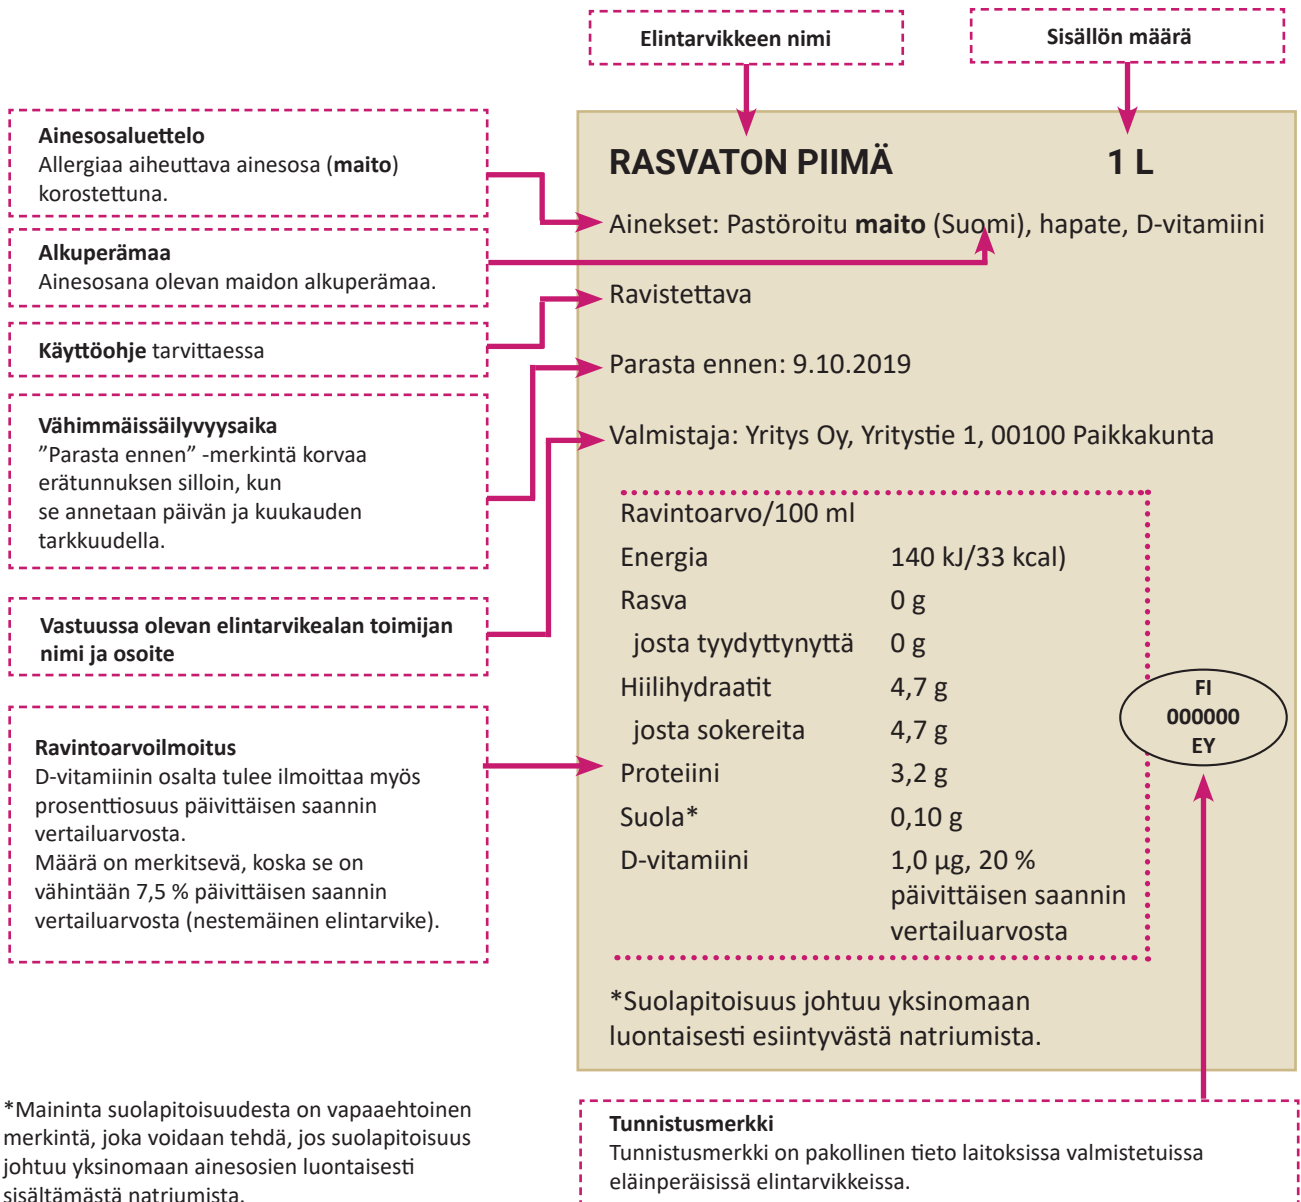 Elintarvikkeen nimi
Sisällön määrä
Ainesosaluettelo
Allergiaa aiheuttava ainesosa (maito)
korostettuna.
Alkuperämaa
Ainesosana olevan maidon alkuperämaa.
Käyttöohje tarvittaessa
Vähimmäissäilyvyysaika
”Parasta ennen” -merkintä korvaa
erätunnuksen silloin, kun
se annetaan päivän ja kuukauden
tarkkuudella.
Vastuussa olevan elintarvikealan toimijan
nimi ja osoite
Ravintoarvoilmoitus
D-vitamiinin osalta tulee ilmoittaa myös
prosenttiosuus päivittäisen saannin
vertailuarvosta.
Määrä on merkitsevä, koska se on
vähintään 7,5 % päivittäisen saannin
vertailuarvosta (nestemäinen elintarvike).
RASVATON PIIMÄ 1 L
Ainekset: Pastöroitu maito (Suomi), hapate, D-vitamiini
Ravistettava
Parasta ennen: 9.10.2019
Valmistaja: Yritys Oy, Yritystie 1, 00100 Paikkakunta
Ravintoarvo/100 ml
Energia 140 kJ/33 kcal)
Rasva 0 g
josta tyydyttynyttä 0 g
Hiilihydraatit 4,7 g
josta sokereita 4,7 g
Proteiini 3,2 g
Suola* 0,10 g
D-vitamiini 1,0 µg, 20 %
päivittäisen saannin
vertailuarvosta
FI
000000
EY
*Suolapitoisuus johtuu yksinomaan
luontaisesti esiintyvästä natriumista.
*Maininta suolapitoisuudesta on vapaaehtoinen
merkintä, joka voidaan tehdä, jos suolapitoisuus
johtuu yksinomaan ainesosien luontaisesti
sisältämästä natriumista.
Tunnistusmerkki
Tunnistusmerkki on pakollinen tieto laitoksissa valmistetuissa
eläinperäisissä elintarvikkeissa.